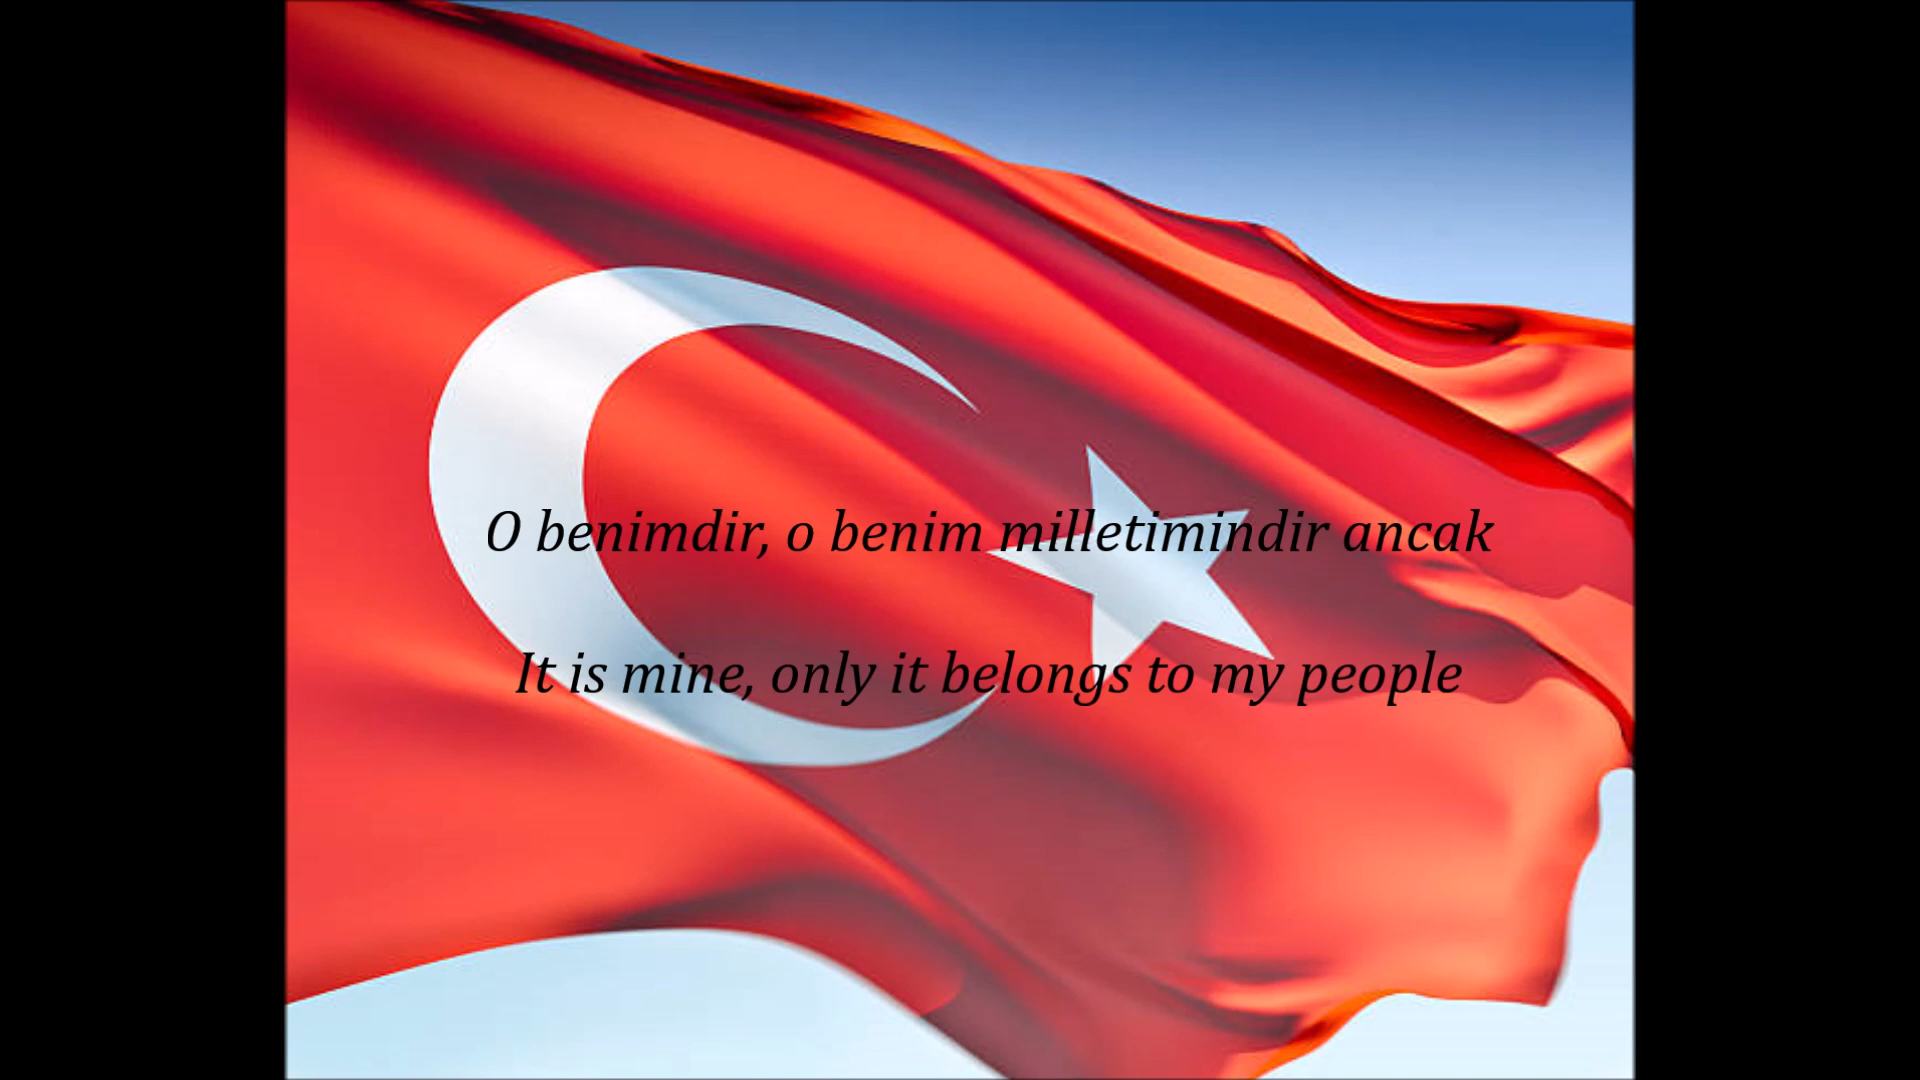 O benimdir, o benim milletimindir ancak
It is mine, only it belongs to my people